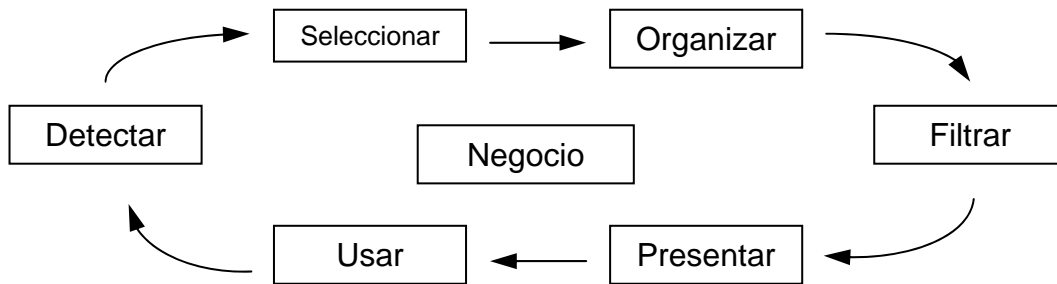 Seleccionar
Organizar
Detectar
Filtrar
Negocio
Usar
Presentar